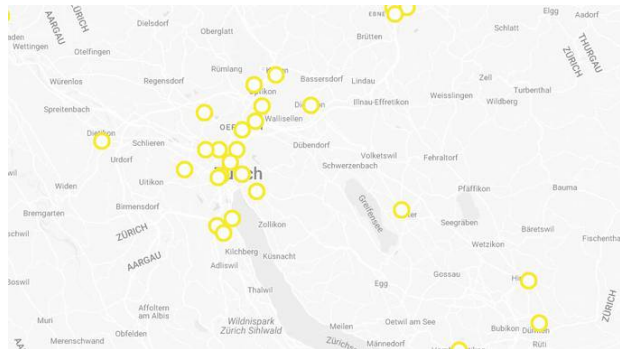 Elgg
Aadorf
ZÜRICH
AARGAU
Dielsdorf
Oberglatt
Schlatt
Brütten
THURGAU
ZÜRICH
Wettingen
Otelfingen
Rümlang
Würenlos
Regensdorf
Bassersdorf
Lindau
Zell
Turbenthal
Weisslingen
Wildberg
Spreitenbach
Illnau-Effretikon
Wallisellen
Schlieren
Dübendorf
Volketswil
Fehraltorf
Urdorf
Schwerzenbach
Widen
Uitikon
Pfäffikon
Bauma
Birmensdorf
Greifensee
Bremgarten
Zollikon
Seegräben
Bäretswil
ZÜRICH
Wetzikon
Kilchberg
Küsnacht
AARGAU
Adliswil
Gossau
Egg
Thalwil
ZÜRICH
Affoltern
am Albis
Muri
Wildnispark
Zürich Sihlwald
Meilen
Oetwil am See
Obfelden
Bubikon
Merenschwand
Männedorf
Rüti